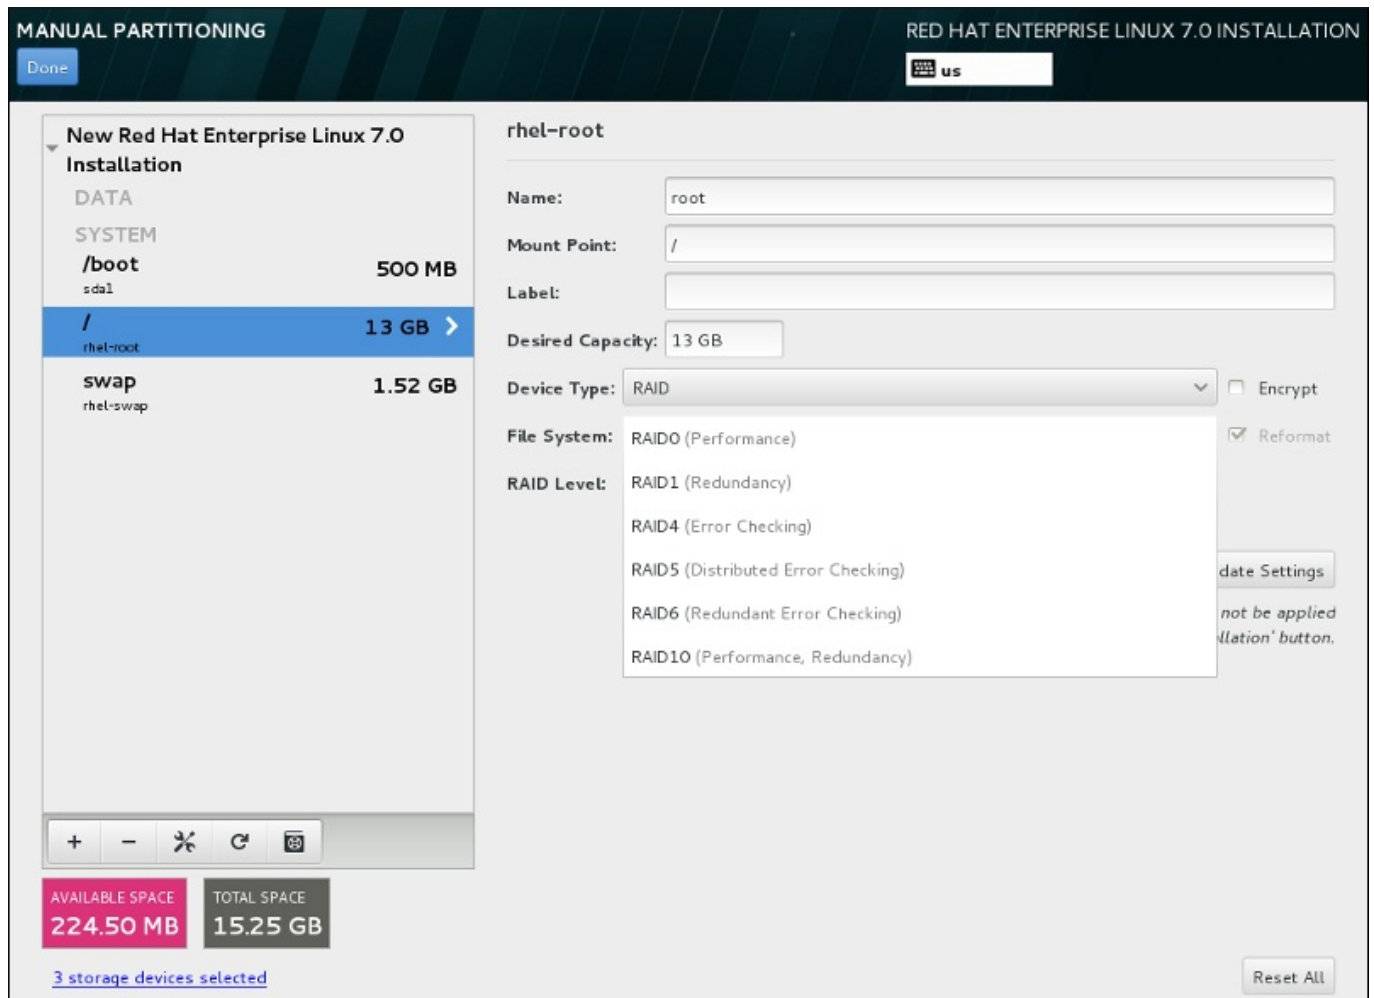 MANUAL PARTITIONING
RED HAT ENTERPRISE LINUX 7.0 INSTALLATION
Done
us
New Red Hat Enterprise Linux 7.0
Installation
DATA
SYSTEM
/boot
500 MB
sda1
/
13 GB
rhel-root
swap
1.52 GB
rhel-swap
+
-
AVAILABLE SPACE
224.50 MB
TOTAL SPACE
15.25 GB
3 storage devices selected
rhel-root
Name: root
Mount Point: /
Label:
Desired Capacity: 13 GB
Device Type: RAID
Encrypt
File System:
Reformat
RAID Level:
RAID0 (Performance)
RAID1 (Redundancy)
RAID4 (Error Checking)
RAID5 (Distributed Error Checking)
RAID6 (Redundant Error Checking)
RAID10 (Performance, Redundancy)
date Settings
not be applied
llation' button.
Reset All